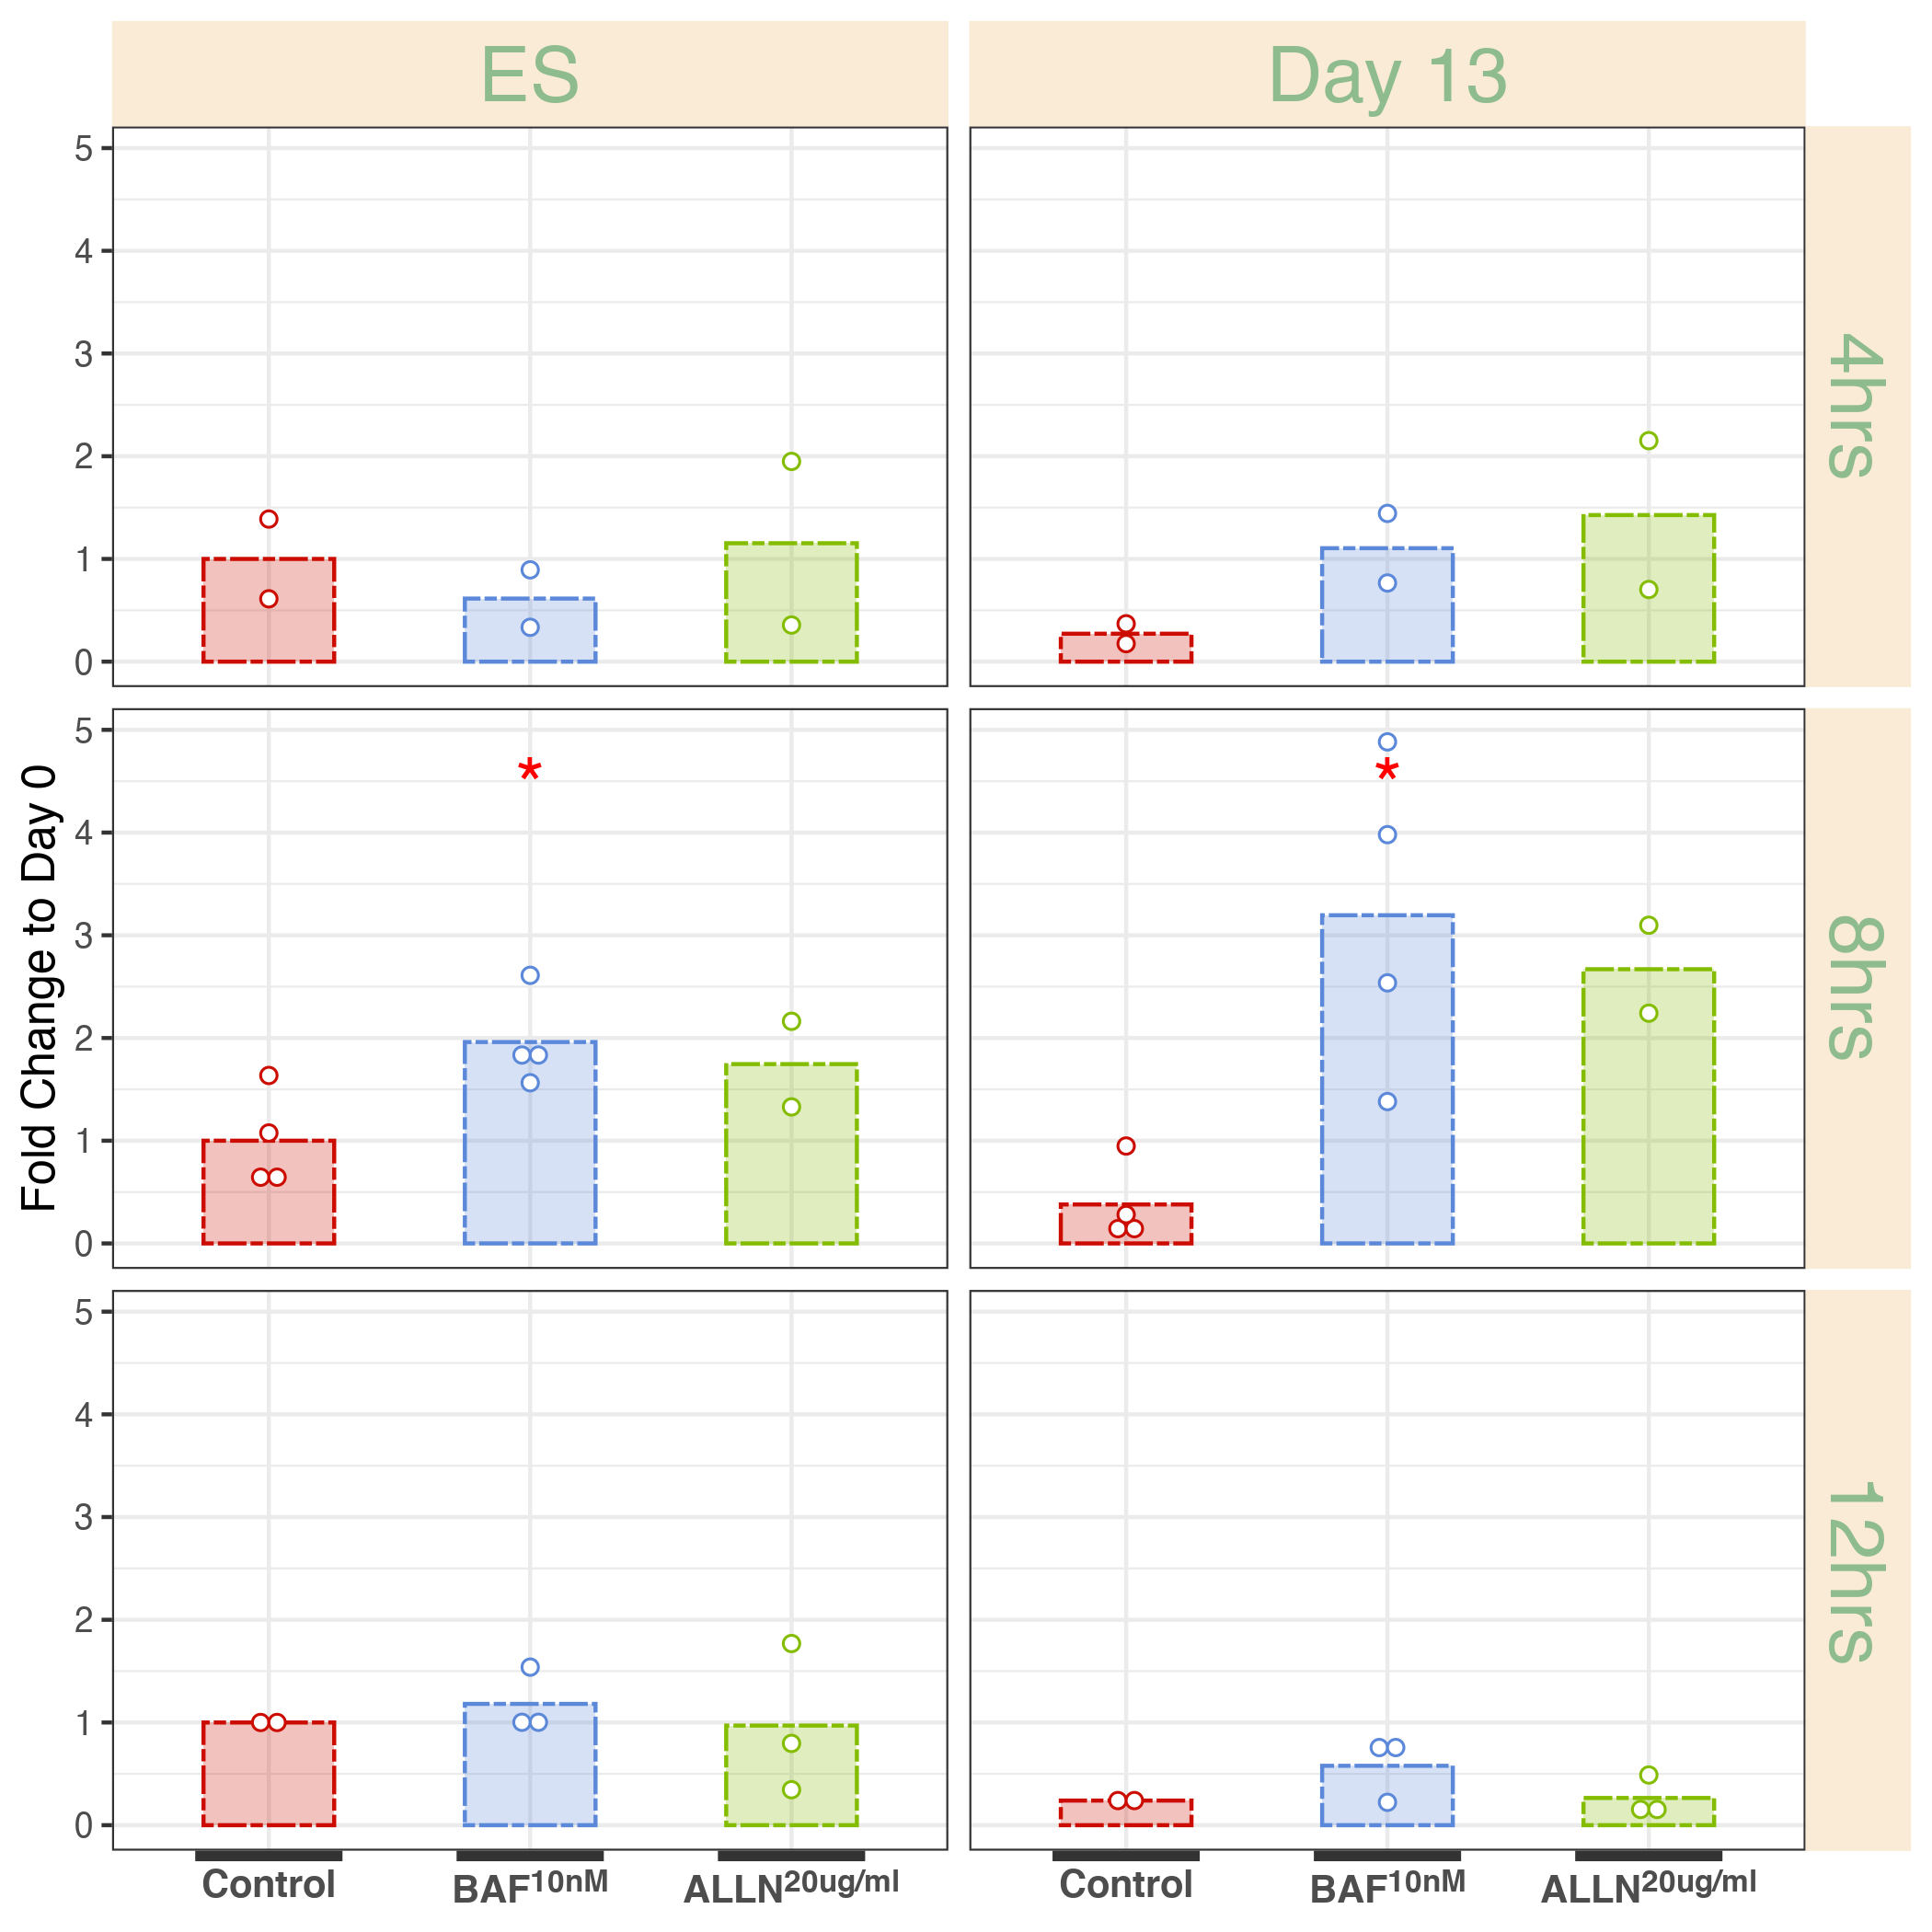 ES
Day 13
5
4
3
2
1
0
4hrs
Fold Change to Day 0
5
4
3
2
1
0
*
*
8hrs
5
4
3
2
1
0
12hrs
Control
BAF10nM
ALLN20ug/ml
Control
BAF10nM
ALLN20ug/ml